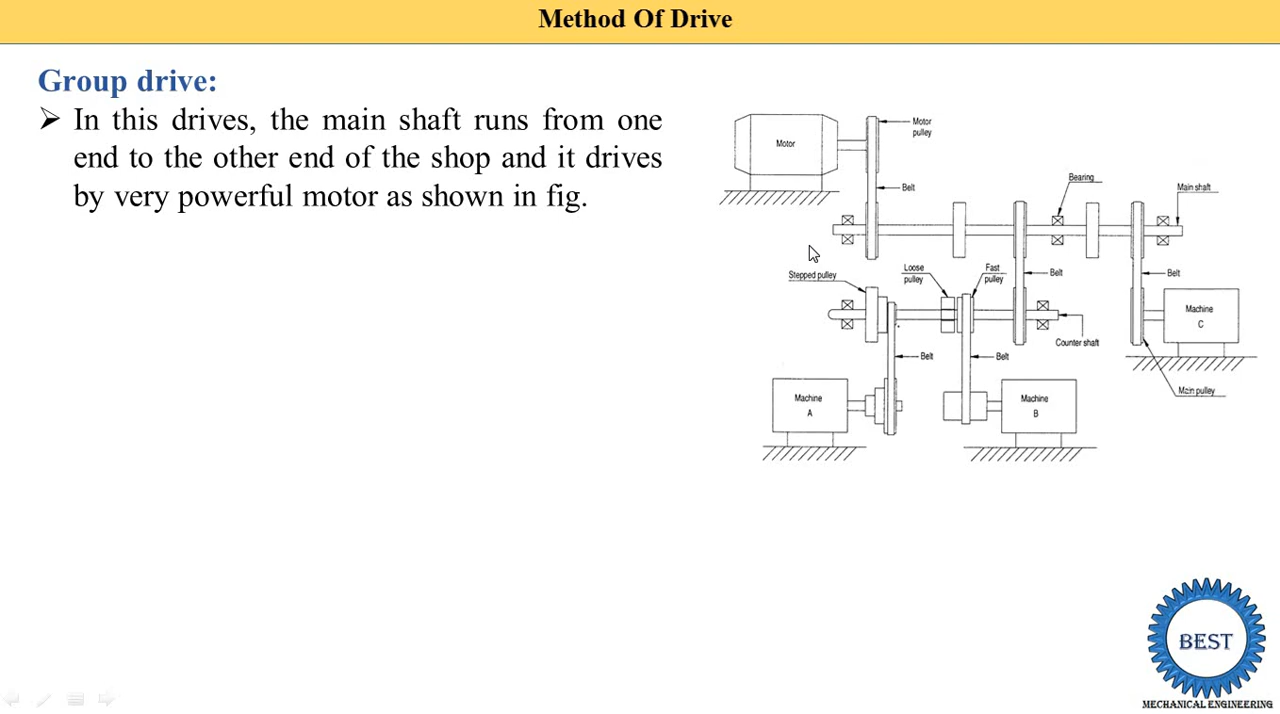 Method Of Drive
Group drive:
➢ In this drives, the main shaft runs from one
end to the other end of the shop and it drives
by very powerful motor as shown in fig.
Motor
Motor
pulley
Belt
Bearing
Main shaft
Stepped pulley
Loose
pulley
Fast
pulley
Belt
Belt
Machine
C
Counter shaft
Belt
Belt
Main pulley
Machine
A
Machine
B
BEST
MECHANICAL ENGINEERING